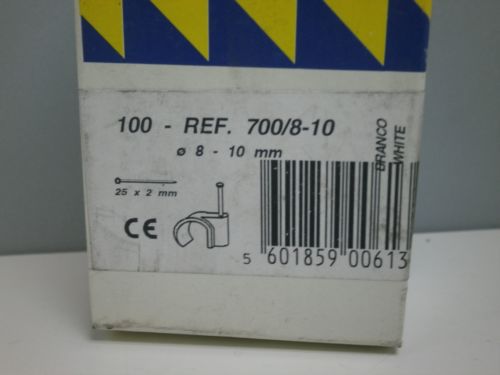 100 - REF. 700/8-10
ø 8 - 10 mm
BRANCO
WHITE
25 x 2 mm
CE
5 601859 00613